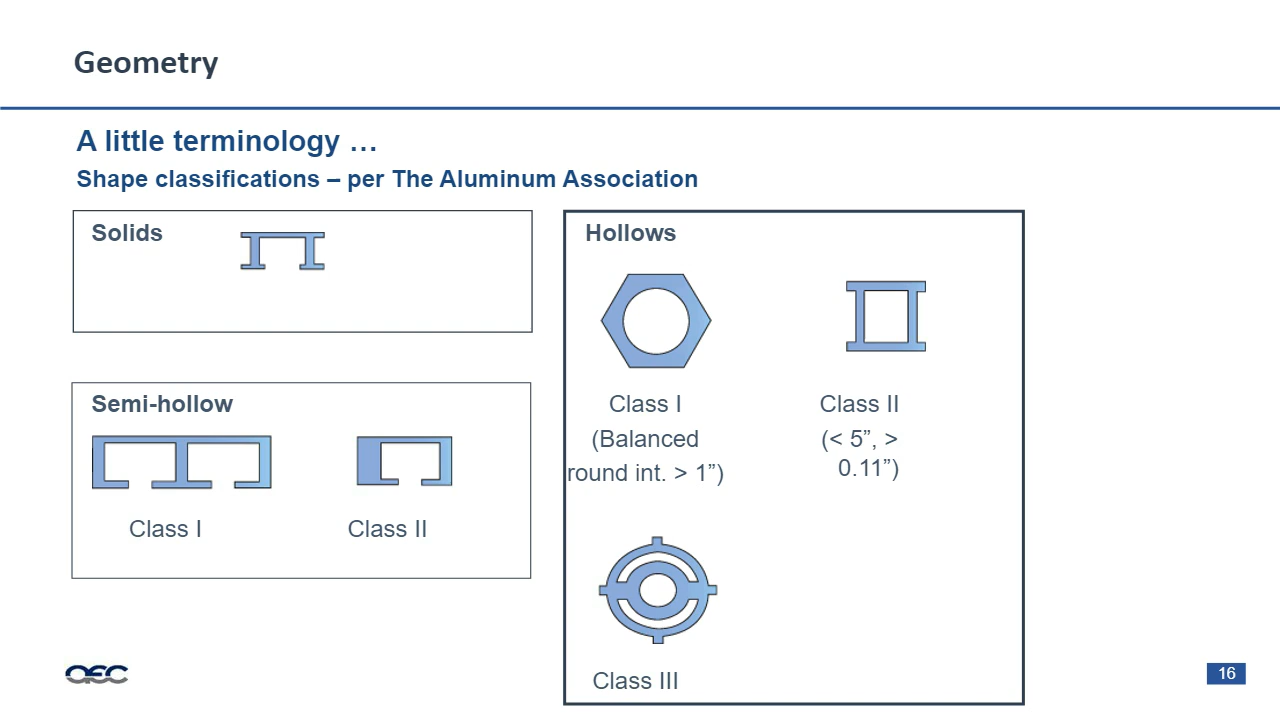 Geometry
A little terminology …
Shape classifications – per The Aluminum Association
Solids
Semi-hollow
Class I
Class II
Hollows
Class I
(Balanced
round int. > 1”)
Class II
(< 5”, >
0.11”)
Class III
AEC
16